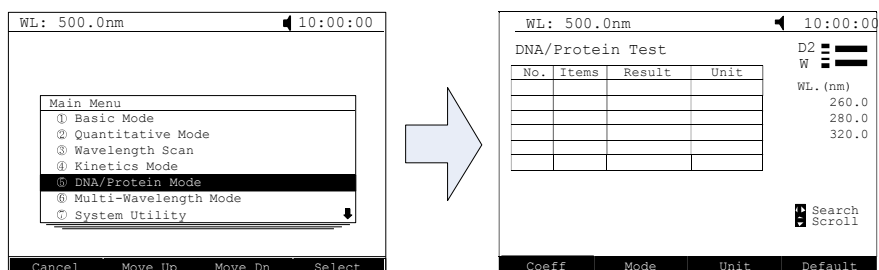 WL: 500.0nm 10:00:00
Main Menu
① Basic Mode
② Quantitative Mode
③ Wavelength Scan
④ Kinetics Mode
⑤ DNA/Protein Mode
⑥ Multi-Wavelength Mode
⑦ System Utility
Cancel Move Up Move Dn Select
WL: 500.0nm 10:00:00
DNA/Protein Test
D2
W
No. Items Result Unit
WL.(nm)
260.0
280.0
320.0
Search
Scroll
Coeff Mode Unit Default